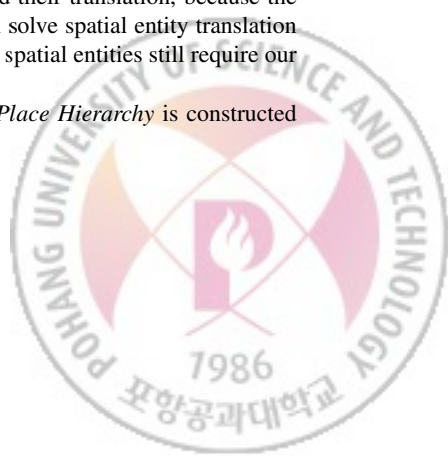 d their translation, because the
solve spatial entity translation
spatial entities still require our
Place Hierarchy is constructed
POHANG UNIVERSITY OF SCIENCE AND TECHNOLOGY
1986
포항공과대학교